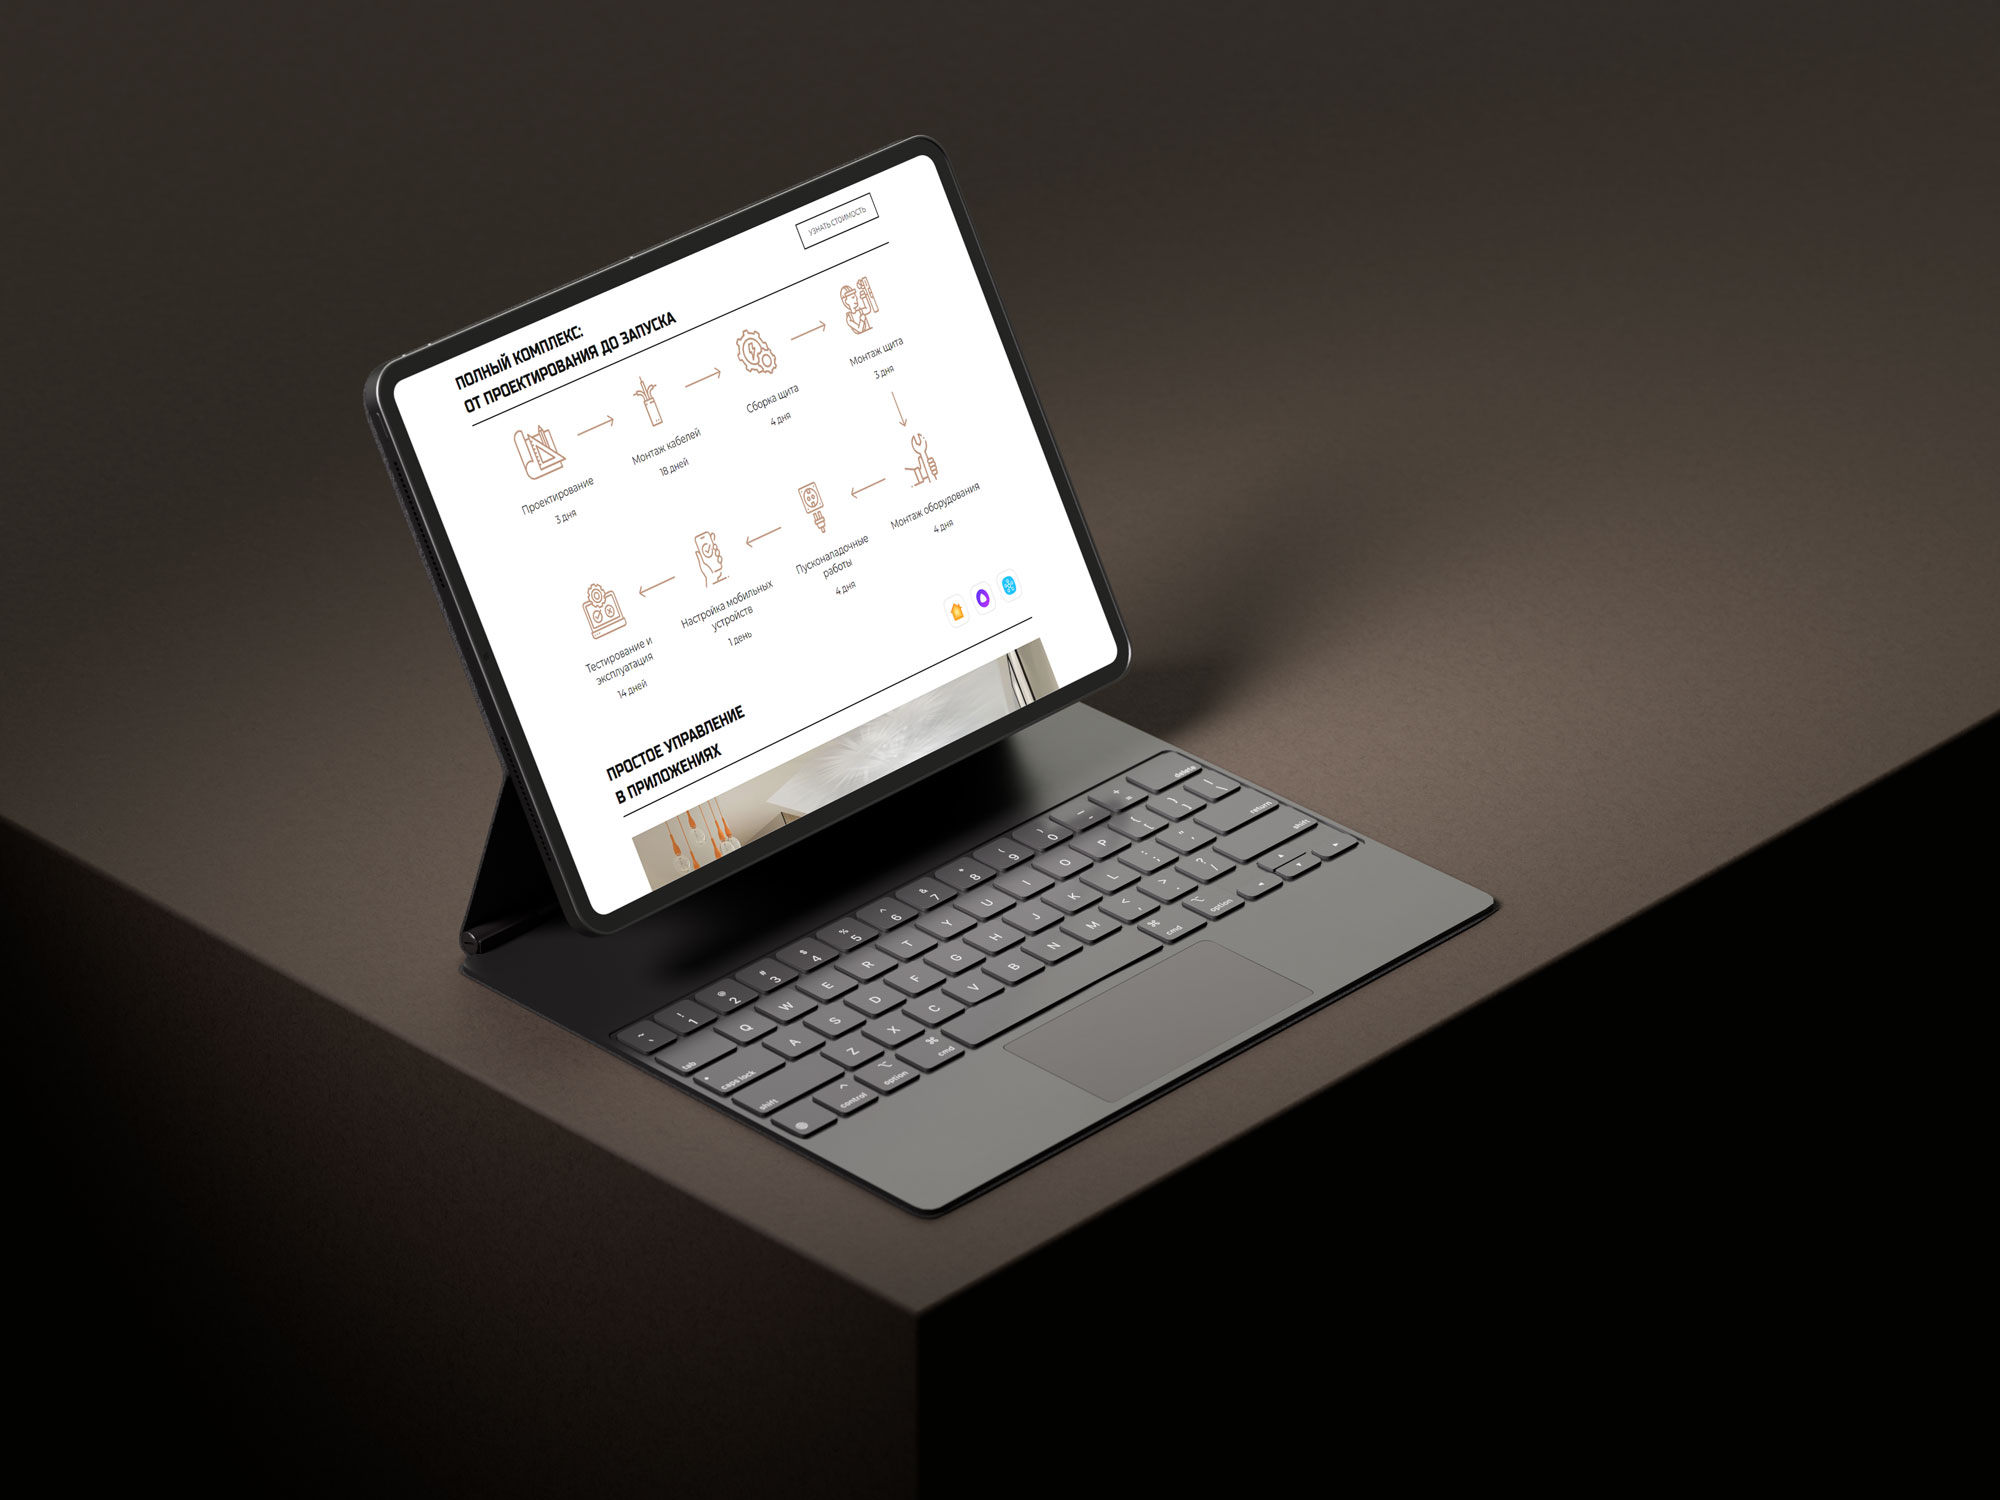 УЗНАТЬ СТОИМОСТЬ
ПОЛНЫЙ КОМПЛЕКС:
ОТ ПРОЕКТИРОВАНИЯ ДО ЗАПУСКА
Проектирование
3 дня
Монтаж кабелей
18 дней
Сборка щита
4 дня
Монтаж щита
3 дня
Монтаж оборудования
4 дня
Пусконаладочные
работы
4 дня
Настройка мобильных
устройств
1 день
Тестирование и
эксплуатация
14 дней
ПРОСТОЕ УПРАВЛЕНИЕ
В ПРИЛОЖЕНИЯХ
~ ! @ # $ % ^ & * ( ) _ +
` 1 2 3 4 5 6 7 8 9 0 - = delete
tab Q W E R T Y U I O P { [ } ] | \
caps lock A S D F G H J K L : ; " ' return
shift Z X C V B N M < , > . ? / shift
control option cmd cmd option